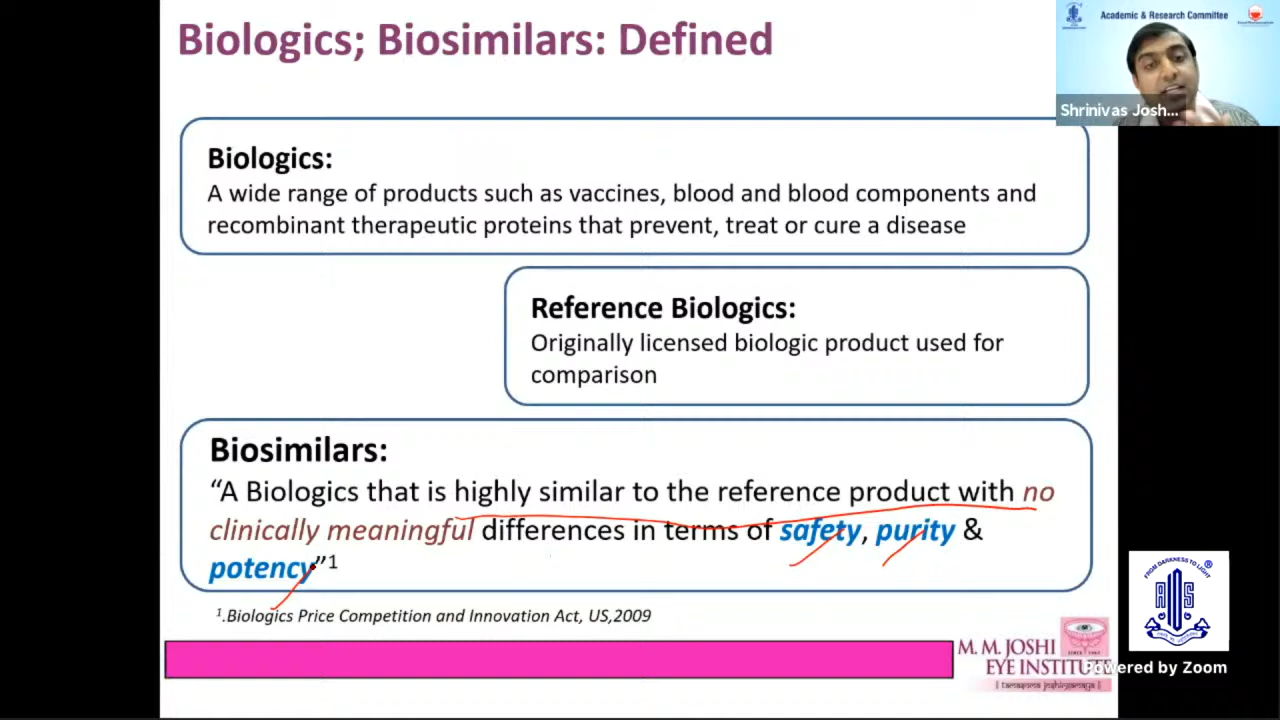 Biologics; Biosimilars: Defined
Academic & Research Committee
Shrinivas Josh...
Biologics:
A wide range of products such as vaccines, blood and blood components and
recombinant therapeutic proteins that prevent, treat or cure a disease
Reference Biologics:
Originally licensed biologic product used for
comparison
Biosimilars:
“A Biologics that is highly similar to the reference product with no
clinically meaningful differences in terms of safety, purity &
potency”1
1.Biologics Price Competition and Innovation Act, US,2009
M. M. JOSHI
EYE INSTITUTE
FROM DARKNESS TO LIGHT
AIOS
Powered by Zoom